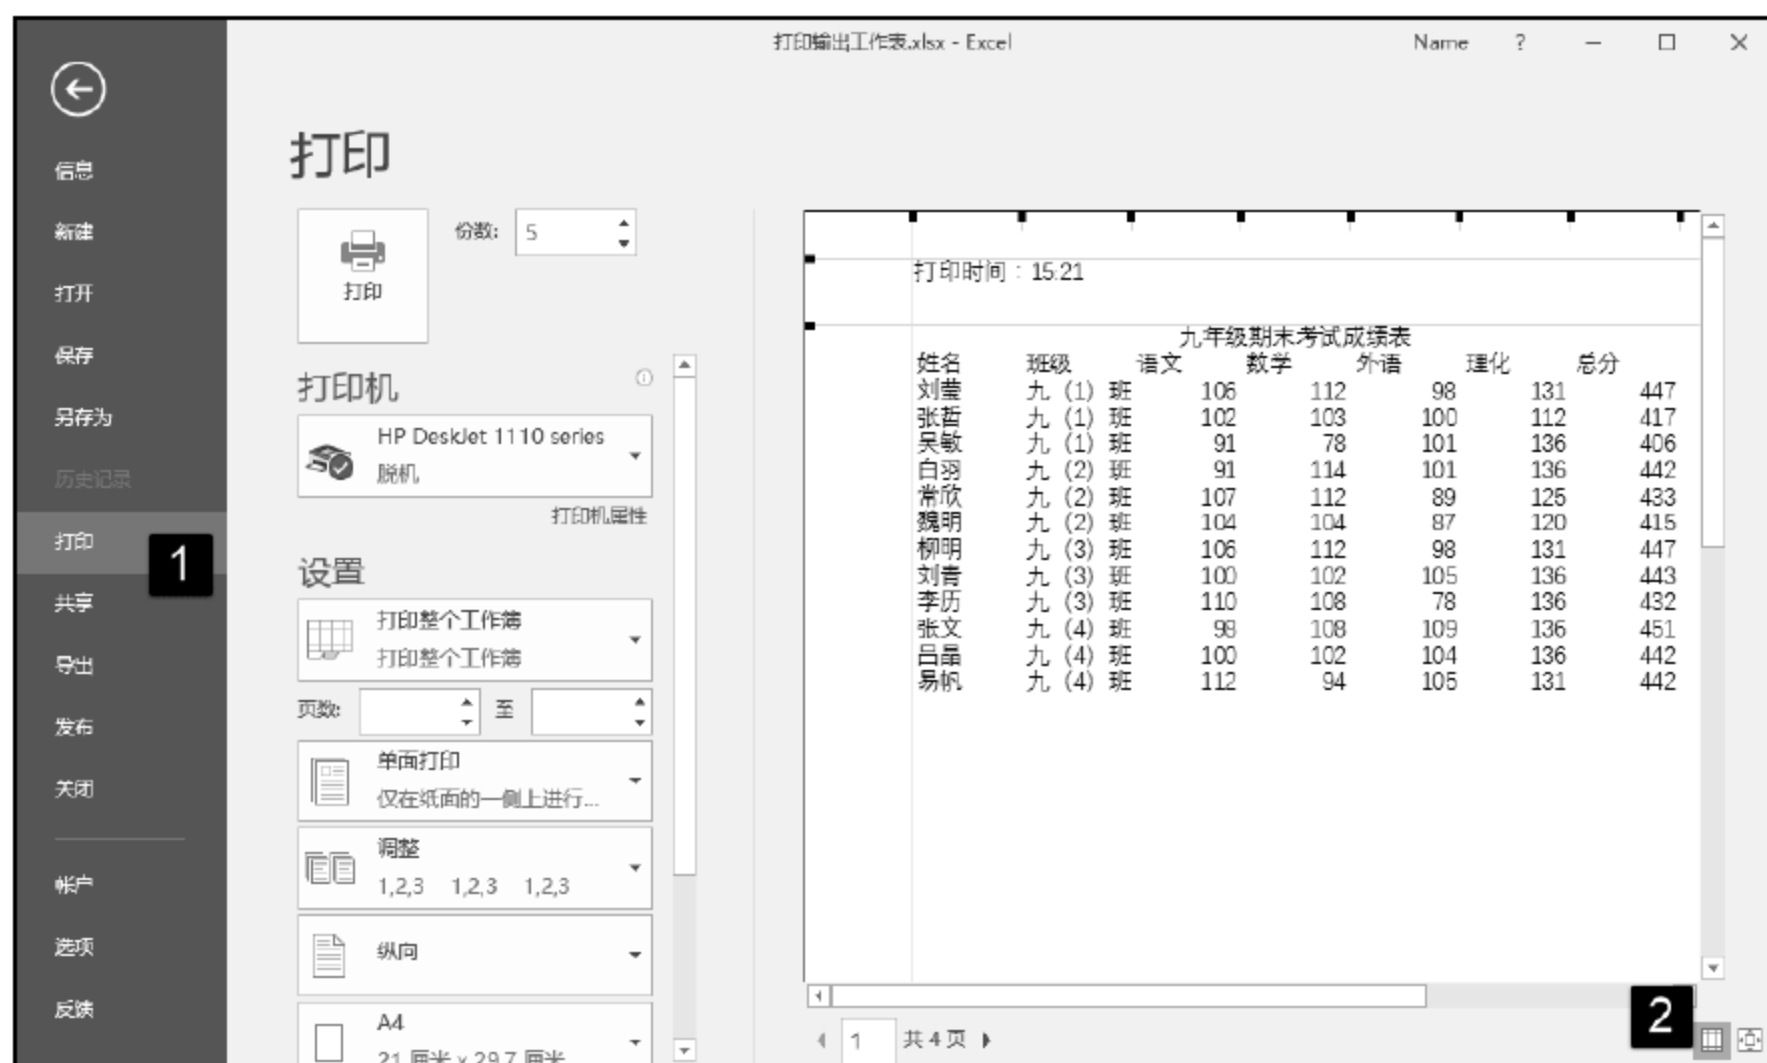 打印输出工作表.xlsx - Excel
Name ?
信息
新建
打开
保存
另存为
历史记录
打印
1
共享
导出
发布
关闭
帐户
选项
反馈
打印
打印
份数: 5
打印机
HP DeskJet 1110 series
脱机
打印机属性
设置
打印整个工作簿
打印整个工作簿
页数: 至
单面打印
仅在纸面的一侧上进行...
调整
1,2,3 1,2,3 1,2,3
纵向
A4
21 厘米 x 29.7 厘米
打印时间：15:21
九年级期末考试成绩表
姓名 班级 语文 数学 外语 理化 总分
刘莹 九（1）班 106 112 98 131 447
张哲 九（1）班 102 103 100 112 417
吴敏 九（1）班 91 78 101 136 406
白羽 九（2）班 91 114 101 136 442
常欣 九（2）班 107 112 89 125 433
魏明 九（2）班 104 104 87 120 415
柳明 九（3）班 106 112 98 131 447
刘青 九（3）班 100 102 105 136 443
李历 九（3）班 110 108 78 136 432
张文 九（4）班 98 108 109 136 451
吕晶 九（4）班 100 102 104 136 442
易帆 九（4）班 112 94 105 131 442
1 共 4 页
2